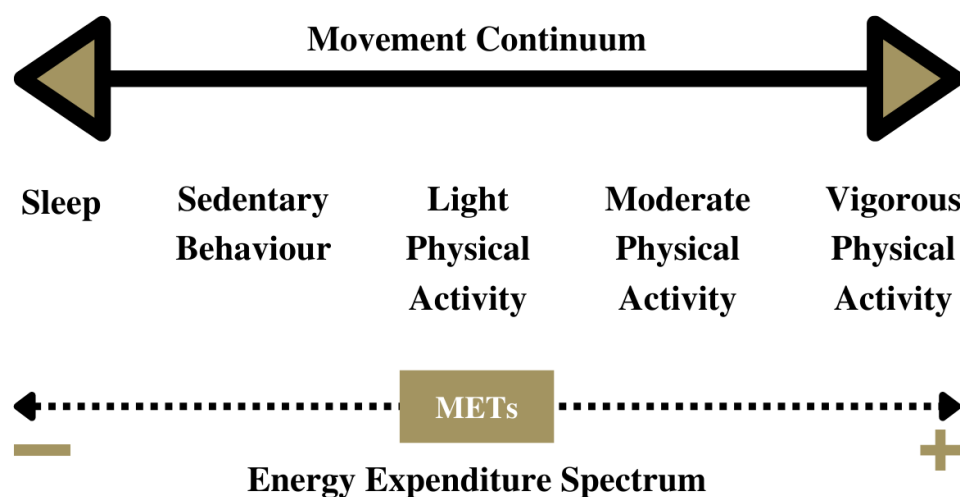 Movement Continuum
Sleep
Sedentary
Behaviour
Light
Physical
Activity
Moderate
Physical
Activity
Vigorous
Physical
Activity
METs
Energy Expenditure Spectrum